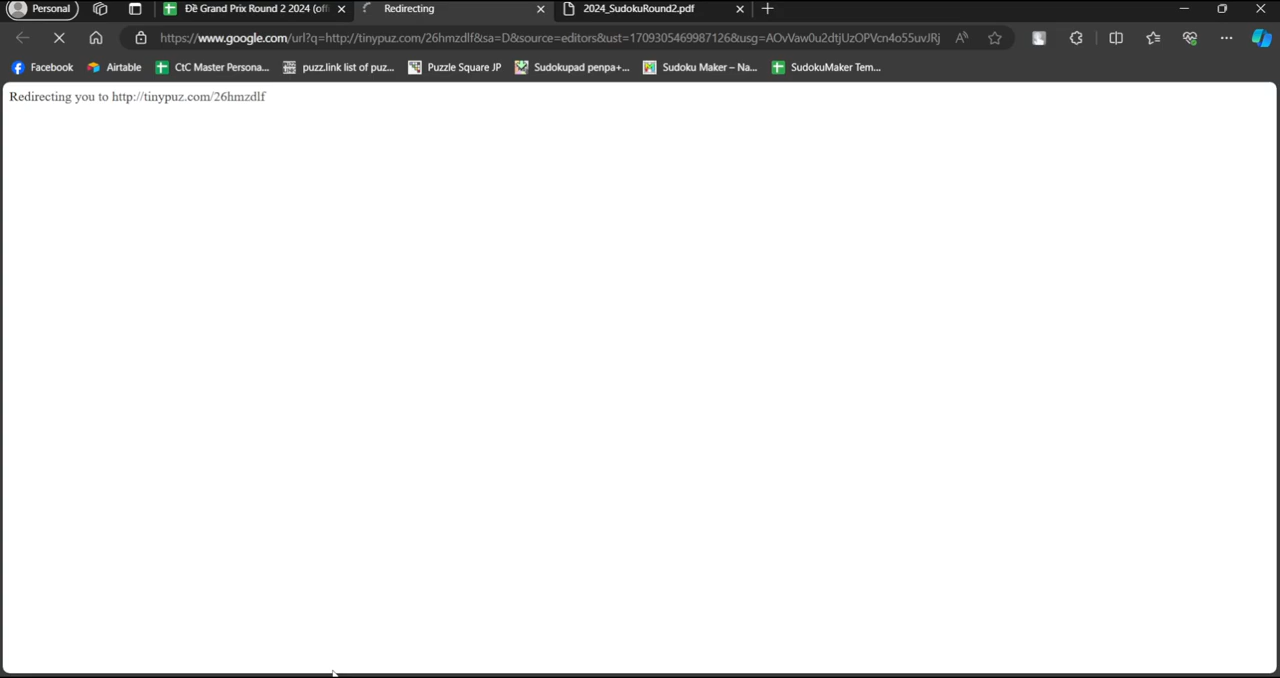 Personal
Đề Grand Prix Round 2 2024 (off
Redirecting
2024_SudokuRound2.pdf
https://www.google.com/url?q=http://tinypuz.com/26hmzdlf&sa=D&source=editors&ust=1709305469987126&usg=AOvVaw0u2dtjUzOPVcn4o55uvJRj
Facebook
Airtable
CtC Master Persona...
puzz.link list of puz...
Puzzle Square JP
Sudokupad penpa+...
Sudoku Maker – Na...
SudokuMaker Tem...
Redirecting you to http://tinypuz.com/26hmzdlf